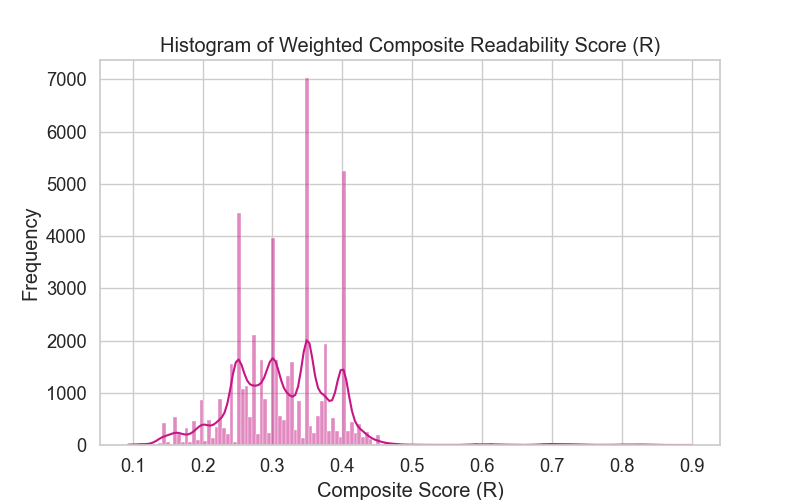 Histogram of Weighted Composite Readability Score (R)
7000
6000
5000
4000
3000
2000
1000
0
Frequency
0.1 0.2 0.3 0.4 0.5 0.6 0.7 0.8 0.9
Composite Score (R)